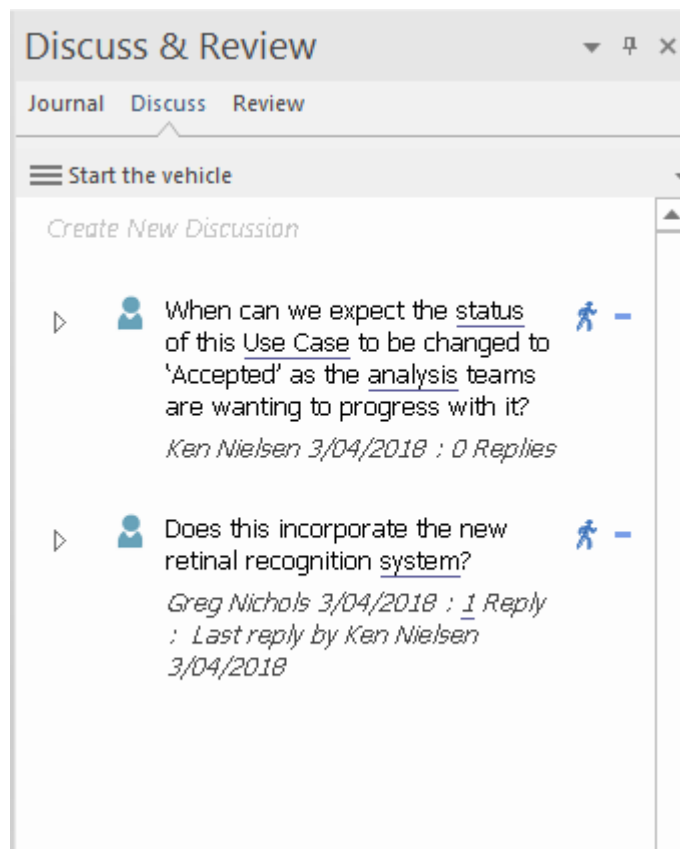 Discuss & Review
Journal Discuss Review
Start the vehicle
Create New Discussion
When can we expect the status
of this Use Case to be changed to
'Accepted' as the analysis teams
are wanting to progress with it?
Ken Nielsen 3/04/2018 : 0 Replies
Does this incorporate the new
retinal recognition system?
Greg Nichols 3/04/2018 : 1 Reply
: Last reply by Ken Nielsen
3/04/2018